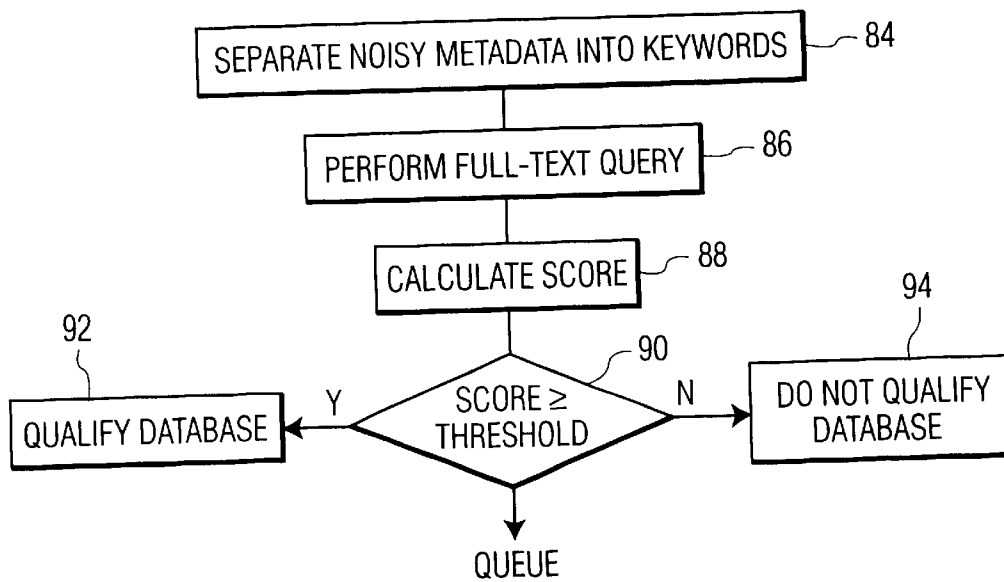 SEPARATE NOISY METADATA INTO KEYWORDS
84
PERFORM FULL-TEXT QUERY
86
CALCULATE SCORE
88
90
SCORE ≥
THRESHOLD
Y
N
92
QUALIFY DATABASE
94
DO NOT QUALIFY
DATABASE
QUEUE